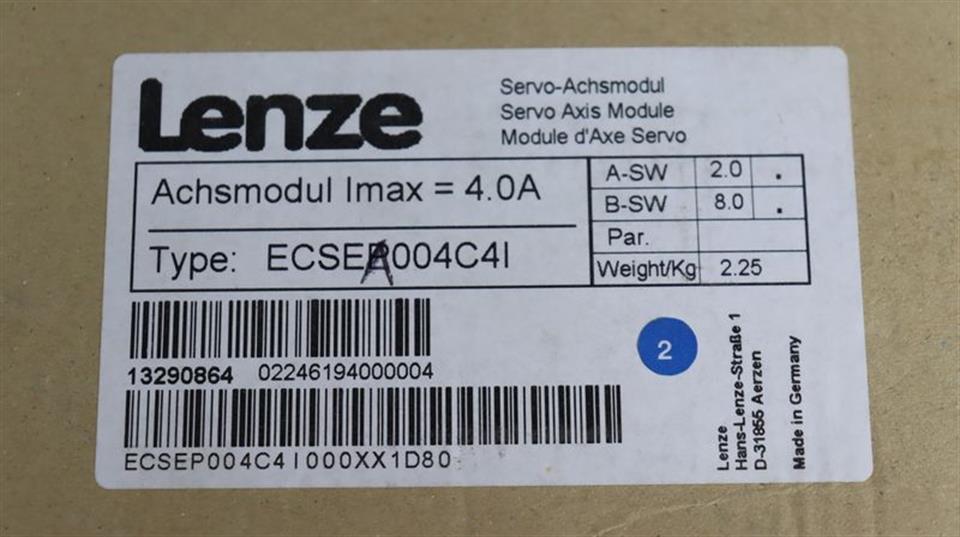 Lenze
Servo-Achsmodul
Servo Axis Module
Module d'Axe Servo
Achsmodul Imax = 4.0A
Type: ECSEA004C4I
A-SW 2.0 .
B-SW 8.0 .
Par.
Weight/Kg 2.25
13290864 02246194000004
ECSEP004C4I000XX1D80
2
Lenze
Hans-Lenze-Straße 1
D-31855 Aerzen
Made in Germany